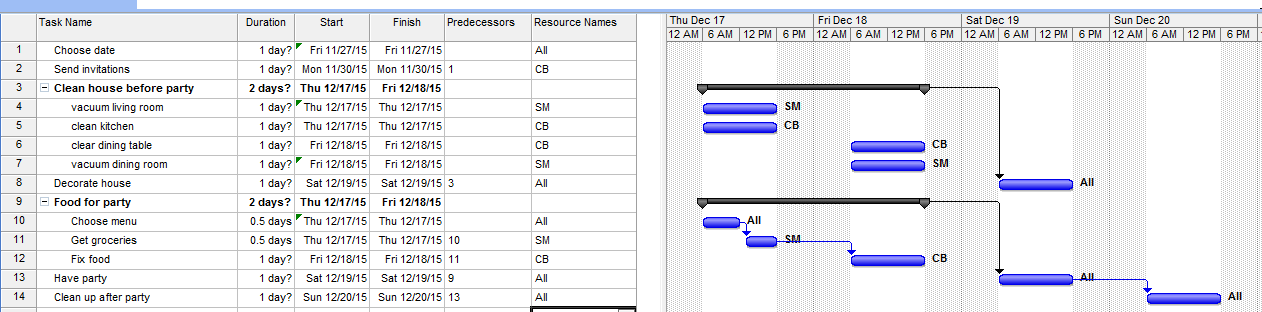 Task Name Duration Start Finish Predecessors Resource Names Thu Dec 17 Fri Dec 18 Sat Dec 19 Sun Dec 20
12 AM 6 AM 12 PM 6 PM 12 AM 6 AM 12 PM 6 PM 12 AM 6 AM 12 PM 6 PM 12 AM 6 AM 12 PM 6 PM
1 Choose date 1 day? Fri 11/27/15 Fri 11/27/15 All
2 Send invitations 1 day? Mon 11/30/15 Mon 11/30/15 1 CB
3 Clean house before party 2 days? Thu 12/17/15 Fri 12/18/15
4 vacuum living room 1 day? Thu 12/17/15 Thu 12/17/15 SM SM
5 clean kitchen 1 day? Thu 12/17/15 Thu 12/17/15 CB CB
6 clear dining table 1 day? Fri 12/18/15 Fri 12/18/15 CB CB
7 vacuum dining room 1 day? Fri 12/18/15 Fri 12/18/15 SM SM
8 Decorate house 1 day? Sat 12/19/15 Sat 12/19/15 3 All All
9 Food for party 2 days? Thu 12/17/15 Fri 12/18/15
10 Choose menu 0.5 days Thu 12/17/15 Thu 12/17/15 All All
11 Get groceries 0.5 days Thu 12/17/15 Thu 12/17/15 10 SM SM
12 Fix food 1 day? Fri 12/18/15 Fri 12/18/15 11 CB CB
13 Have party 1 day? Sat 12/19/15 Sat 12/19/15 9 All All
14 Clean up after party 1 day? Sun 12/20/15 Sun 12/20/15 13 All All